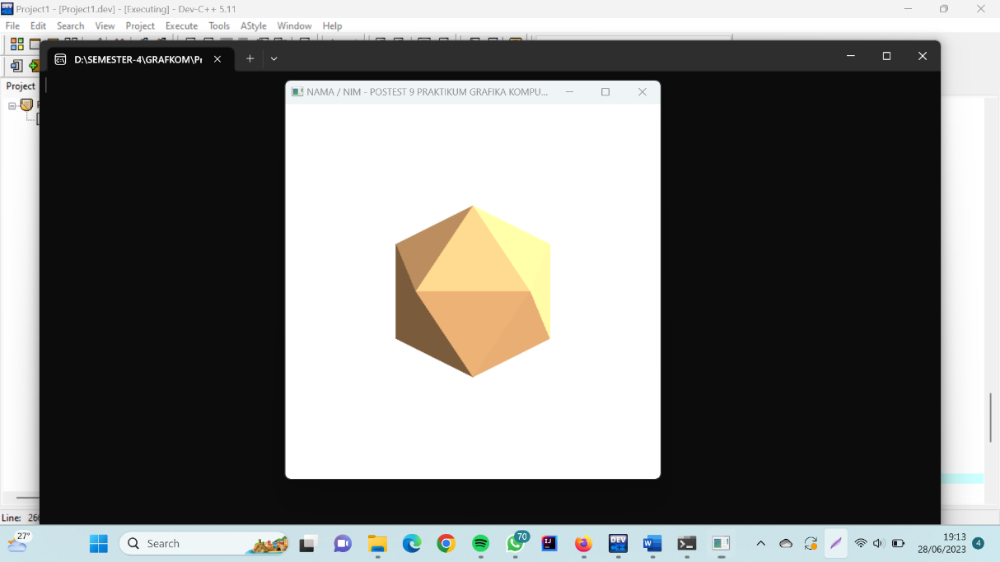 Project1 - [Project1.dev] - [Executing] - Dev-C++ 5.11
File Edit Search View Project Execute Tools AStyle Window Help
D:\SEMESTER-4\GRAFKOM\Pr
NAMA / NIM - POSTEST 9 PRAKTIKUM GRAFIKA KOMPU...
Project
Line: 26
27°
Search
70
DEV
19:13
28/06/2023
4